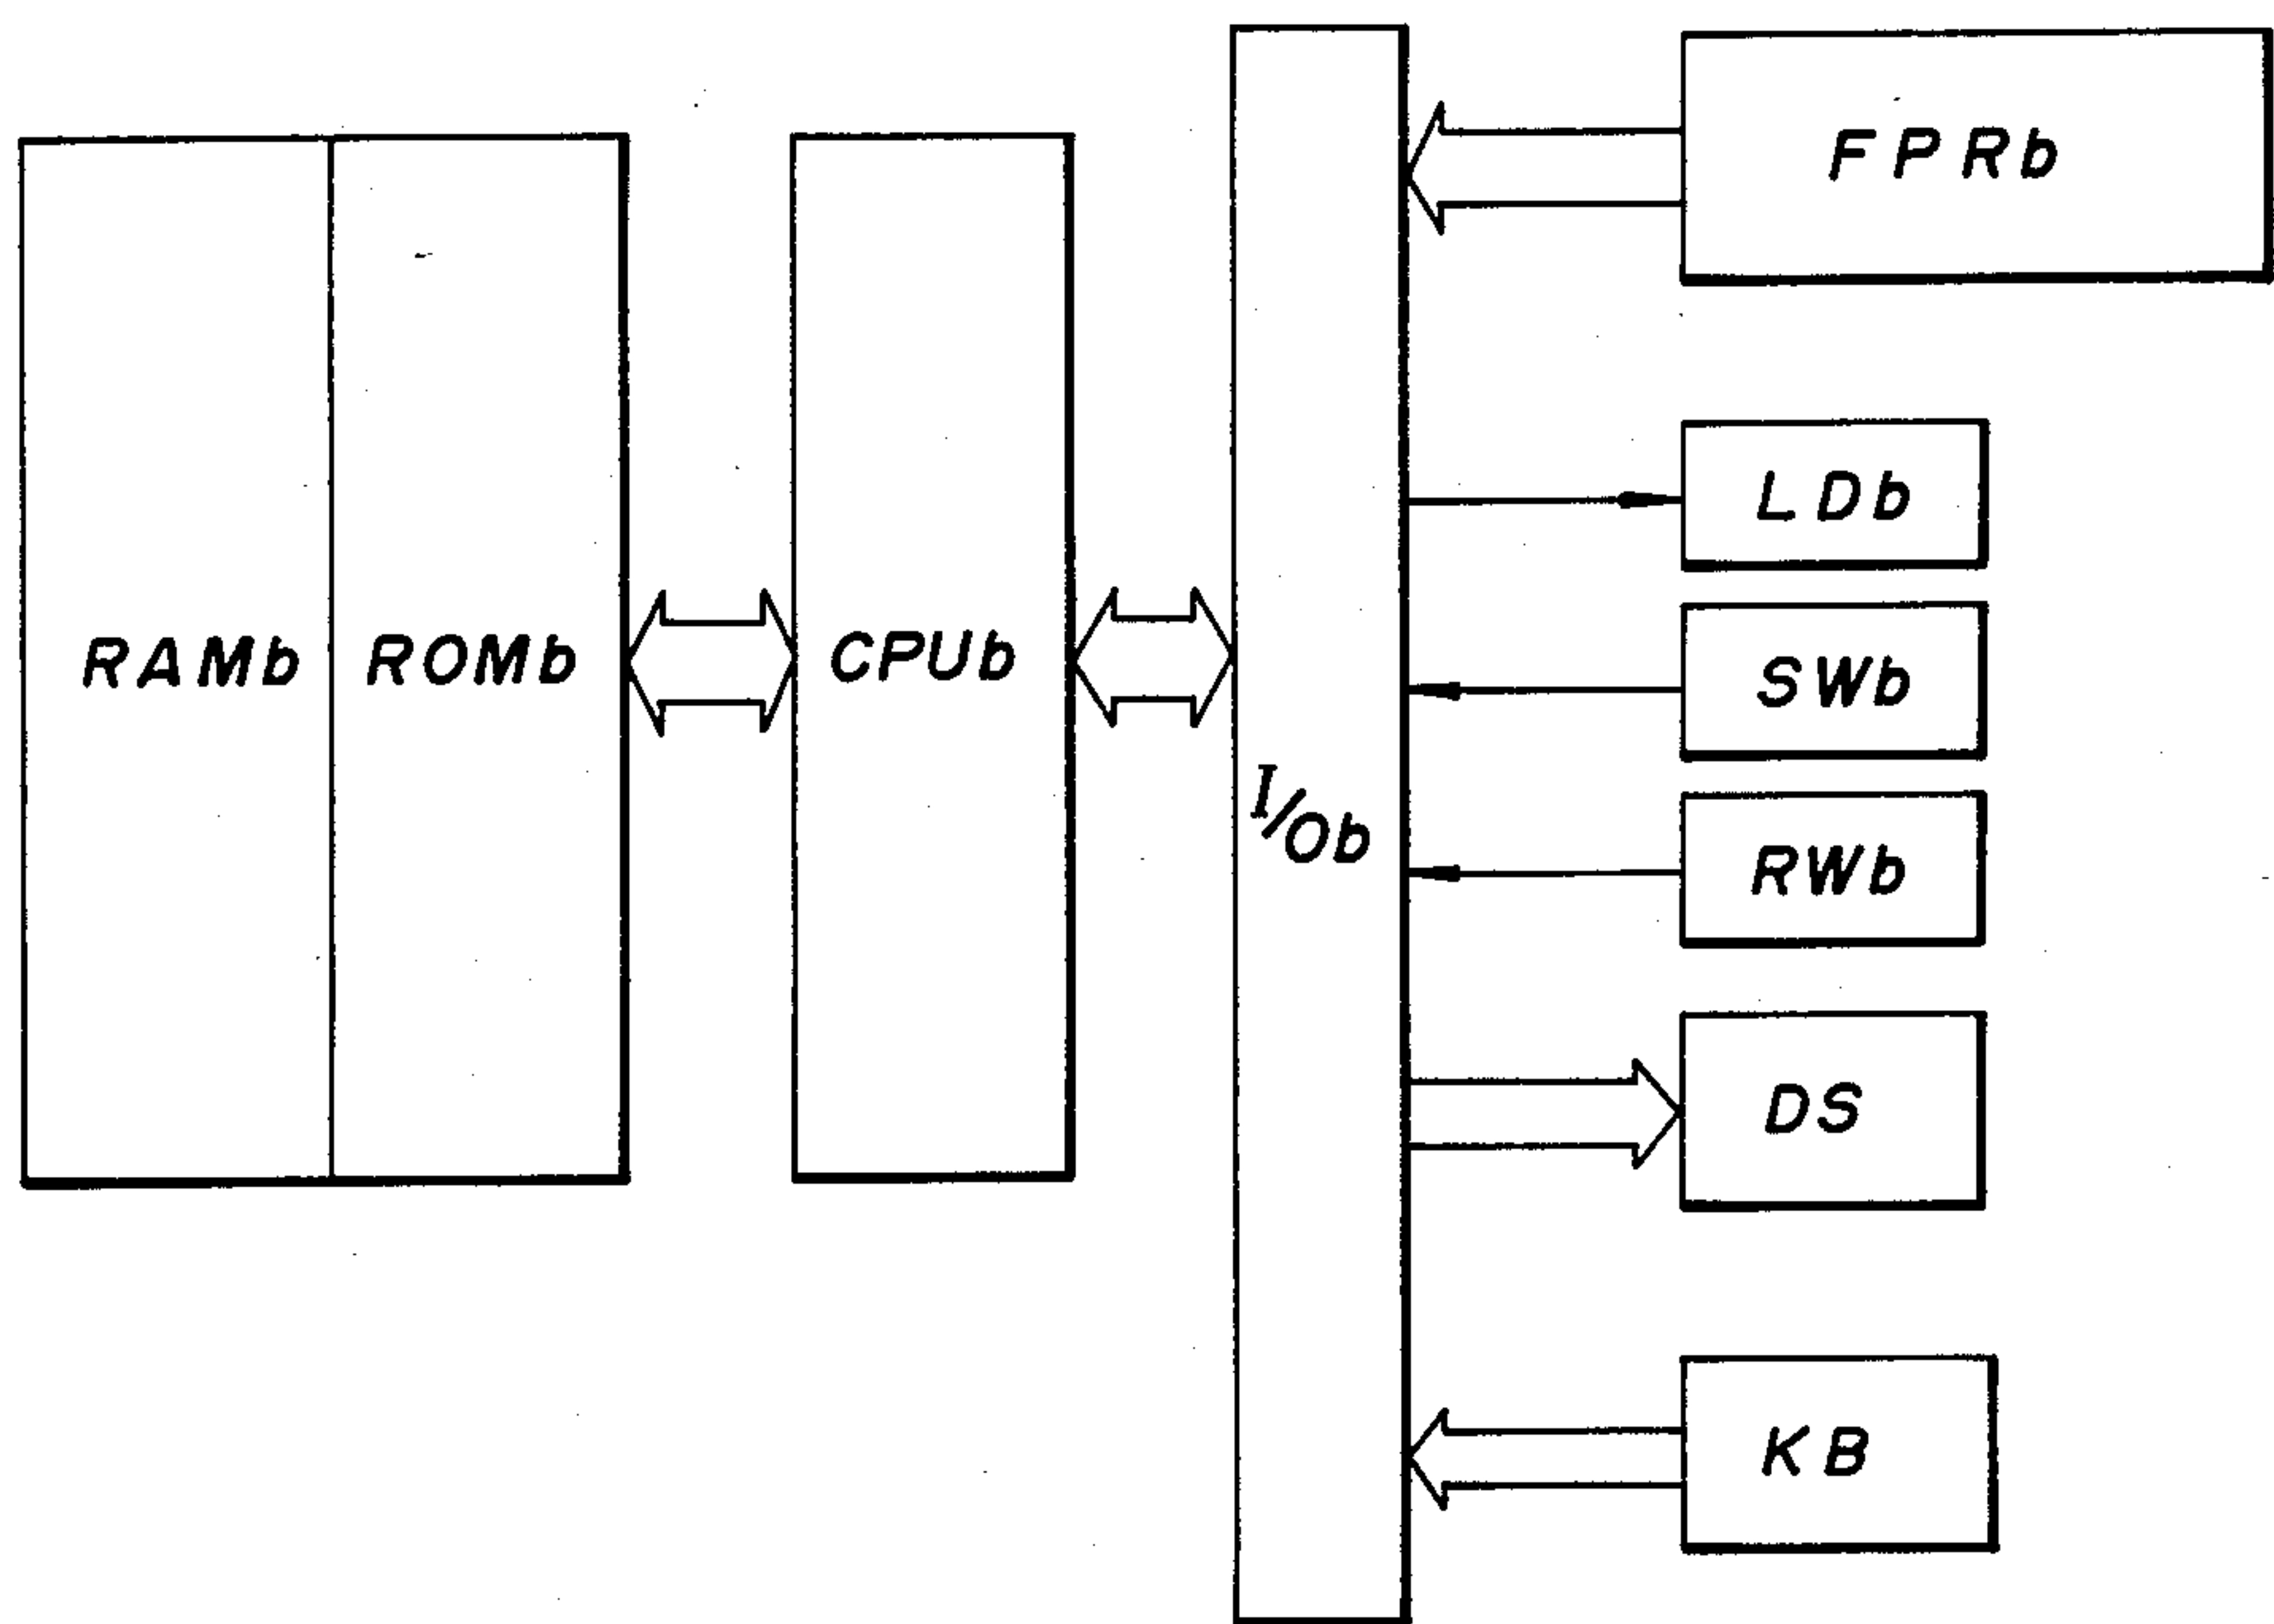 RAMb
ROMb
CPUb
I/Ob
FPRb
LDb
SWb
RWb
DS
KB